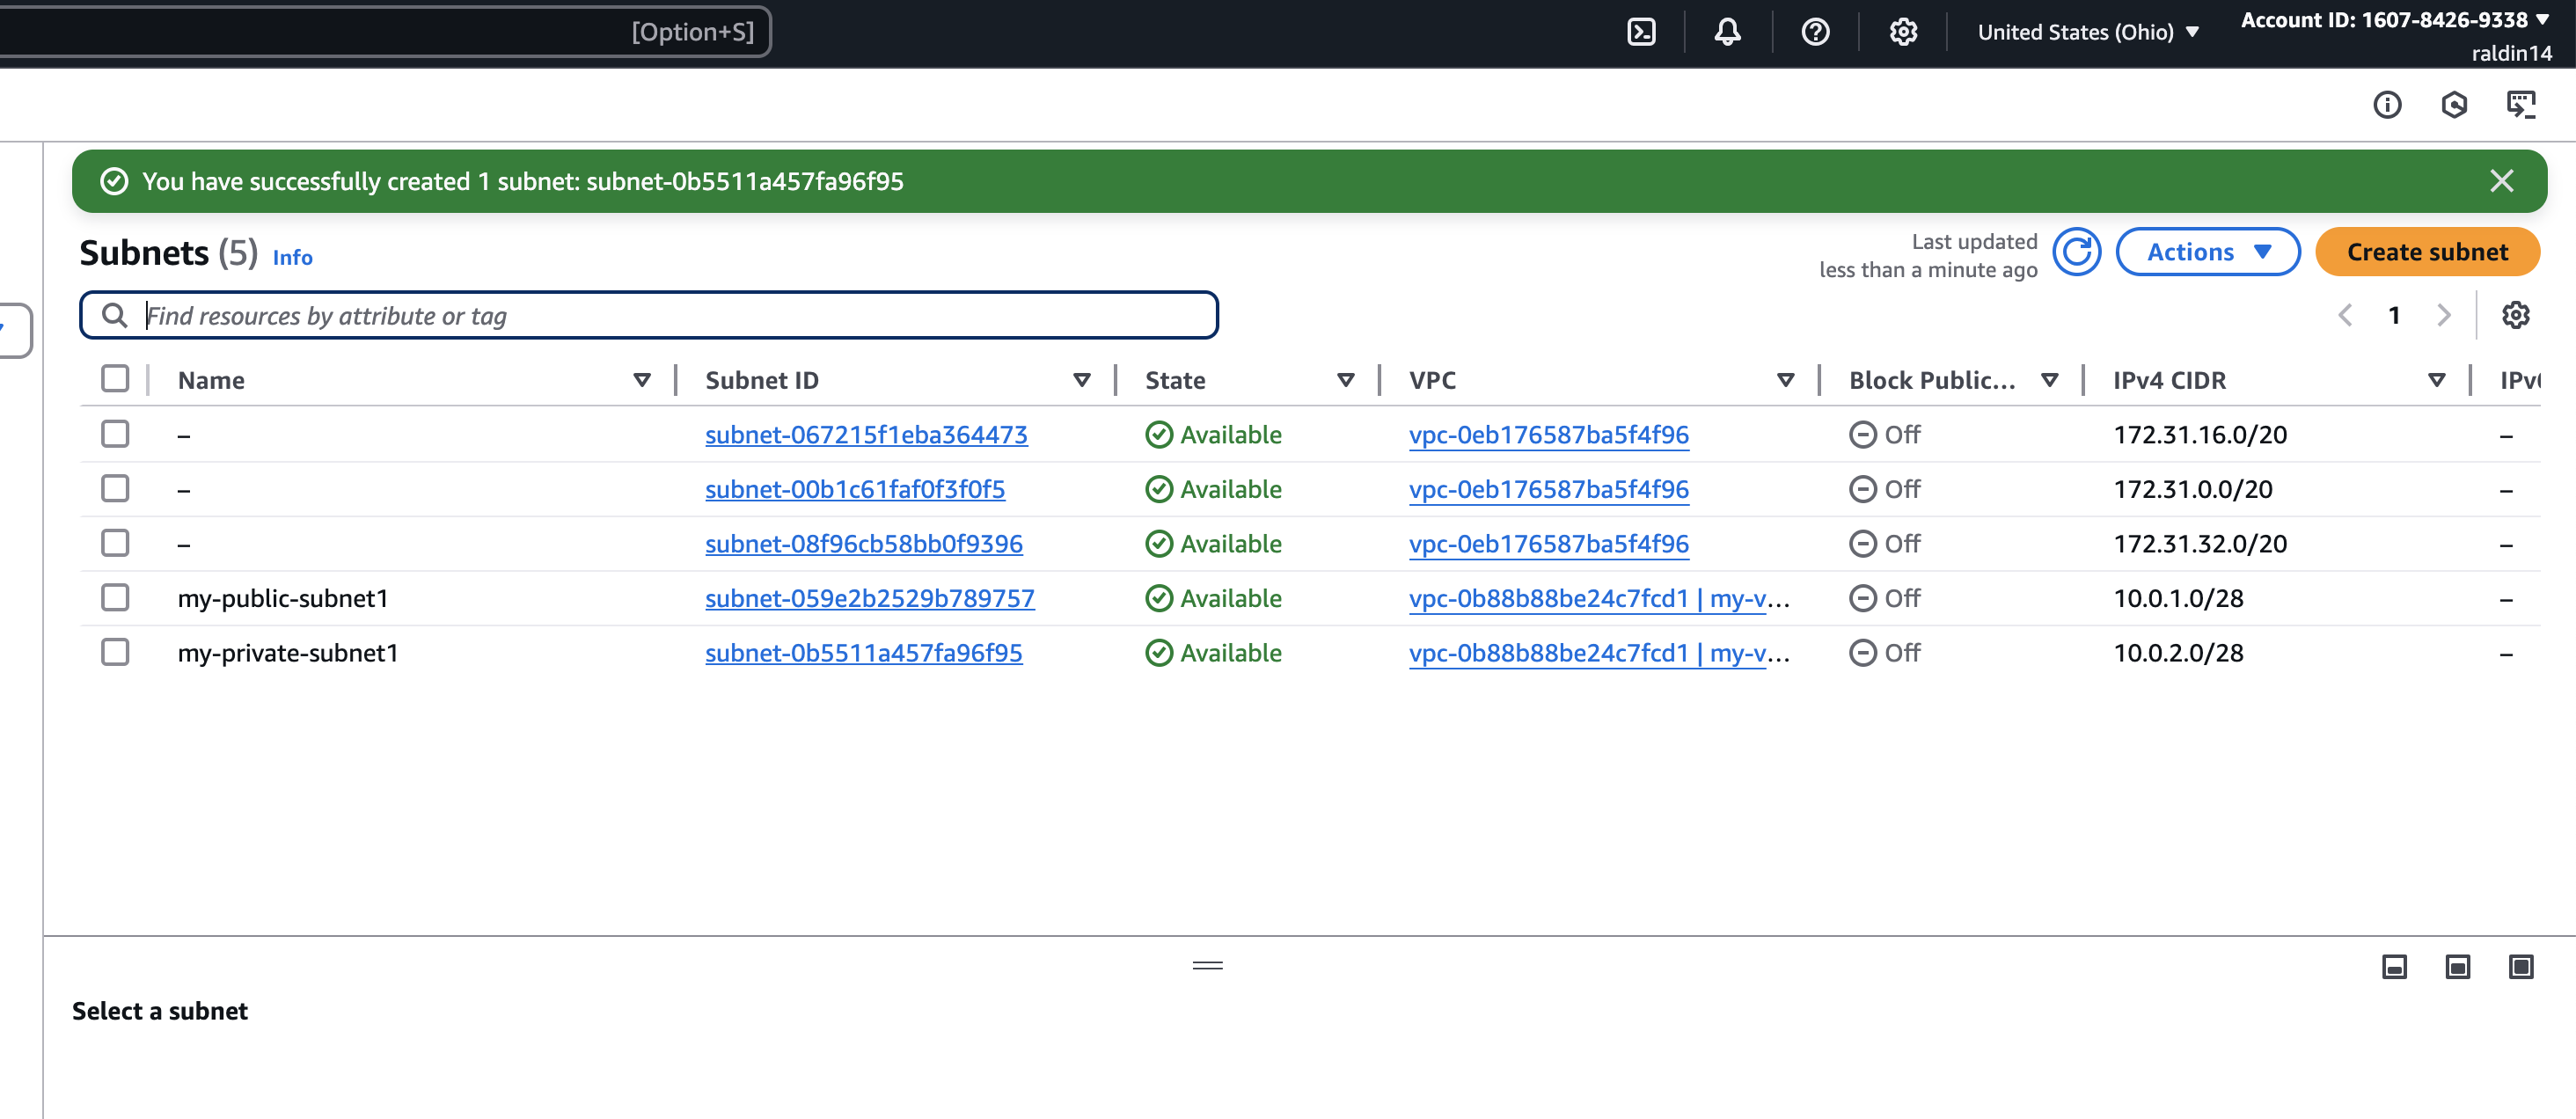 [Option+S]
United States (Ohio)
Account ID: 1607-8426-9338
raldin14
You have successfully created 1 subnet: subnet-0b5511a457fa96f95
Subnets (5) Info
Last updated
less than a minute ago
Actions
Create subnet
Find resources by attribute or tag
1
Name Subnet ID State VPC Block Public... IPv4 CIDR IPv6
– subnet-067215f1eba364473 Available vpc-0eb176587ba5f4f96 Off 172.31.16.0/20 –
– subnet-00b1c61faf0f3f0f5 Available vpc-0eb176587ba5f4f96 Off 172.31.0.0/20 –
– subnet-08f96cb58bb0f9396 Available vpc-0eb176587ba5f4f96 Off 172.31.32.0/20 –
my-public-subnet1 subnet-059e2b2529b789757 Available vpc-0b88b88be24c7fcd1 | my-v... Off 10.0.1.0/28 –
my-private-subnet1 subnet-0b5511a457fa96f95 Available vpc-0b88b88be24c7fcd1 | my-v... Off 10.0.2.0/28 –
Select a subnet